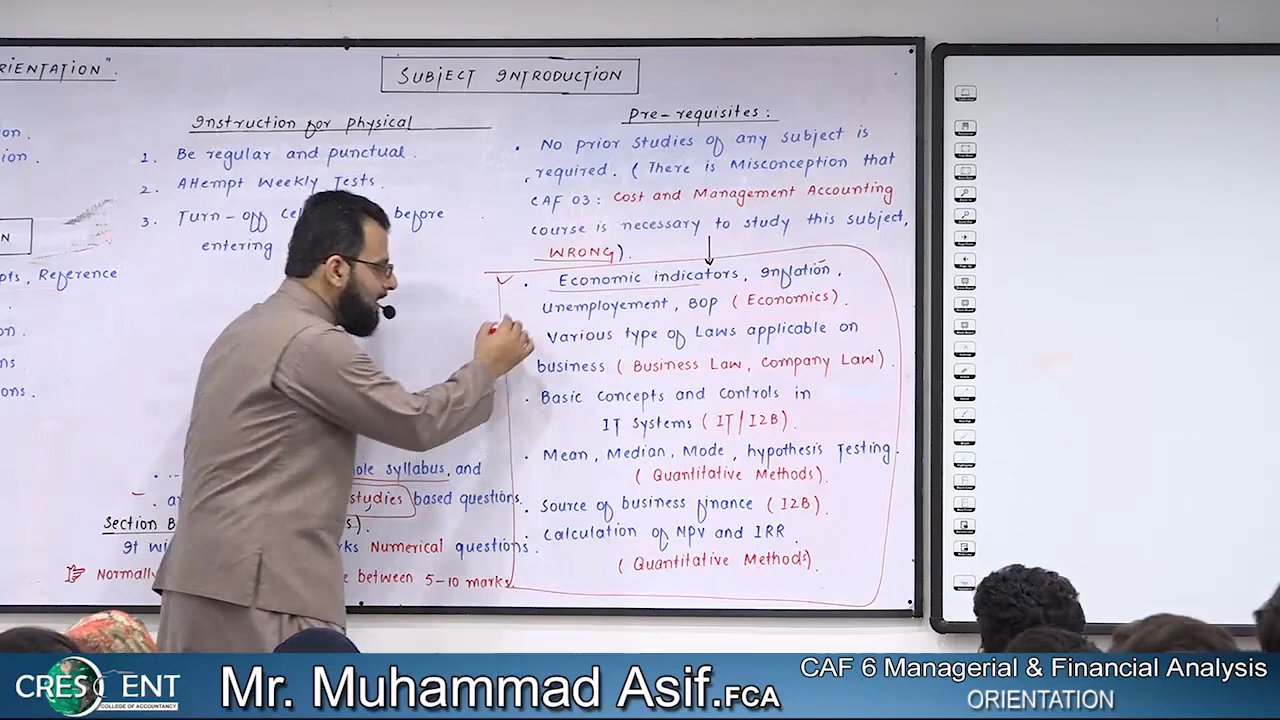 RIENTATION".
ion.
ion.
N
pts, Reference
on.
ns
ons.
SUBJECT INTRODUCTION
Instruction for physical
1. Be regular and punctual.
2. Attempt Weekly Tests.
3. Turn-off before
entering
syllabus, and
studies based questions
Section B
It wi Numerical questions.
Normally between 5-10 marks
Pre-requisites:
• No prior studies of any subject is
required. (There is Misconception that
CAF 03: Cost and Management Accounting
course is necessary to study this subject,
WRONG).
• Economic indicators, Inflation,
Unemployement, BOP (Economics).
Various type of Laws applicable on
business (Business Law, Company Law).
• Basic concepts and controls in
IT Systems (IT/I2B).
• Mean, Median, Mode, hypothesis Testing.
(Quantitative Methods).
• Source of business finance (I2B).
• Calculation of NPV and IRR.
(Quantitative Methods).
CRESCENT
COLLEGE OF ACCOUNTANCY
Mr. Muhammad Asif.FCA
CAF 6 Managerial & Financial Analysis
ORIENTATION